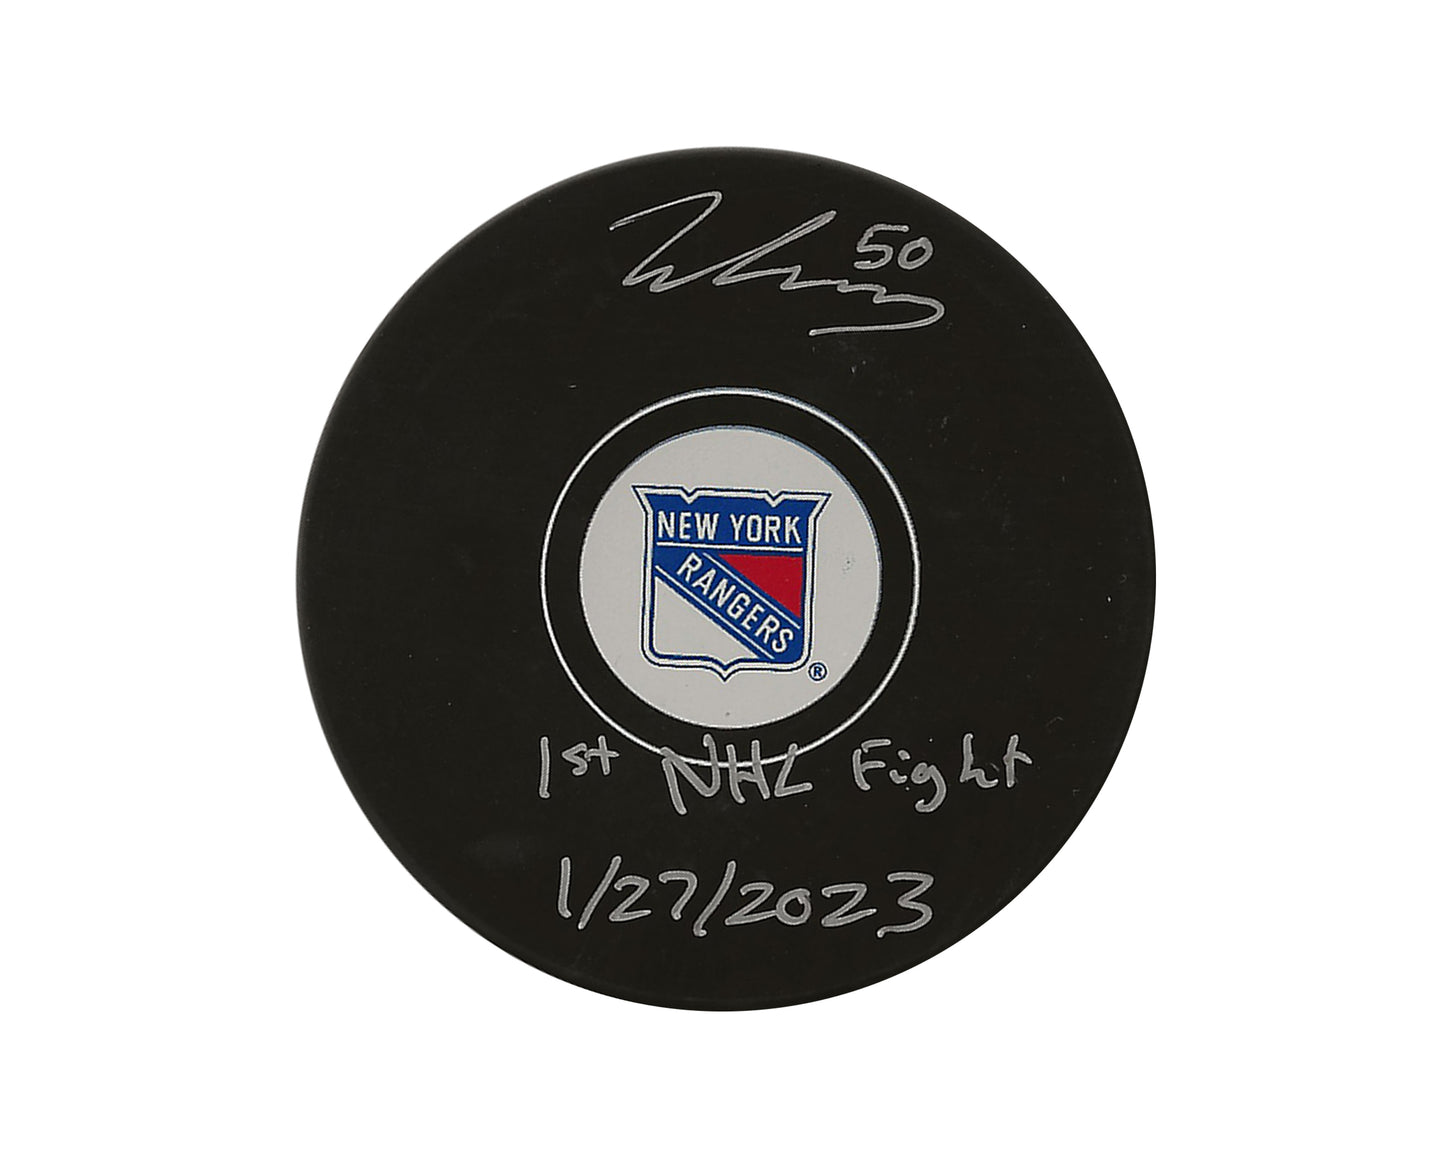 50
NEW YORK
RANGERS
®
1st NHL Fight
1/27/2023